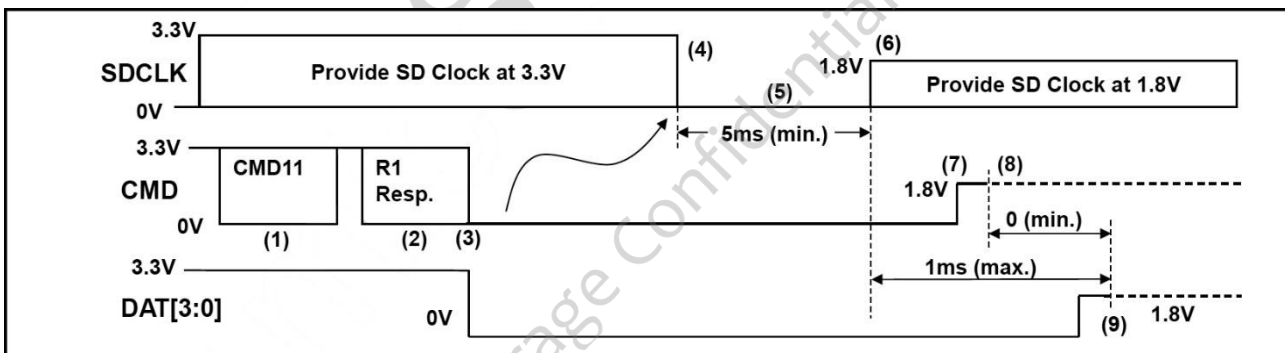 3.3V
SDCLK
Provide SD Clock at 3.3V
0V
(4)
(5)
1.8V
(6)
Provide SD Clock at 1.8V
5ms (min.)
3.3V
CMD
0V
CMD11
R1
Resp.
(1)
(2)
(3)
1.8V
(7)
(8)
0 (min.)
1ms (max.)
3.3V
DAT[3:0]
0V
(9)
1.8V
age Confidential